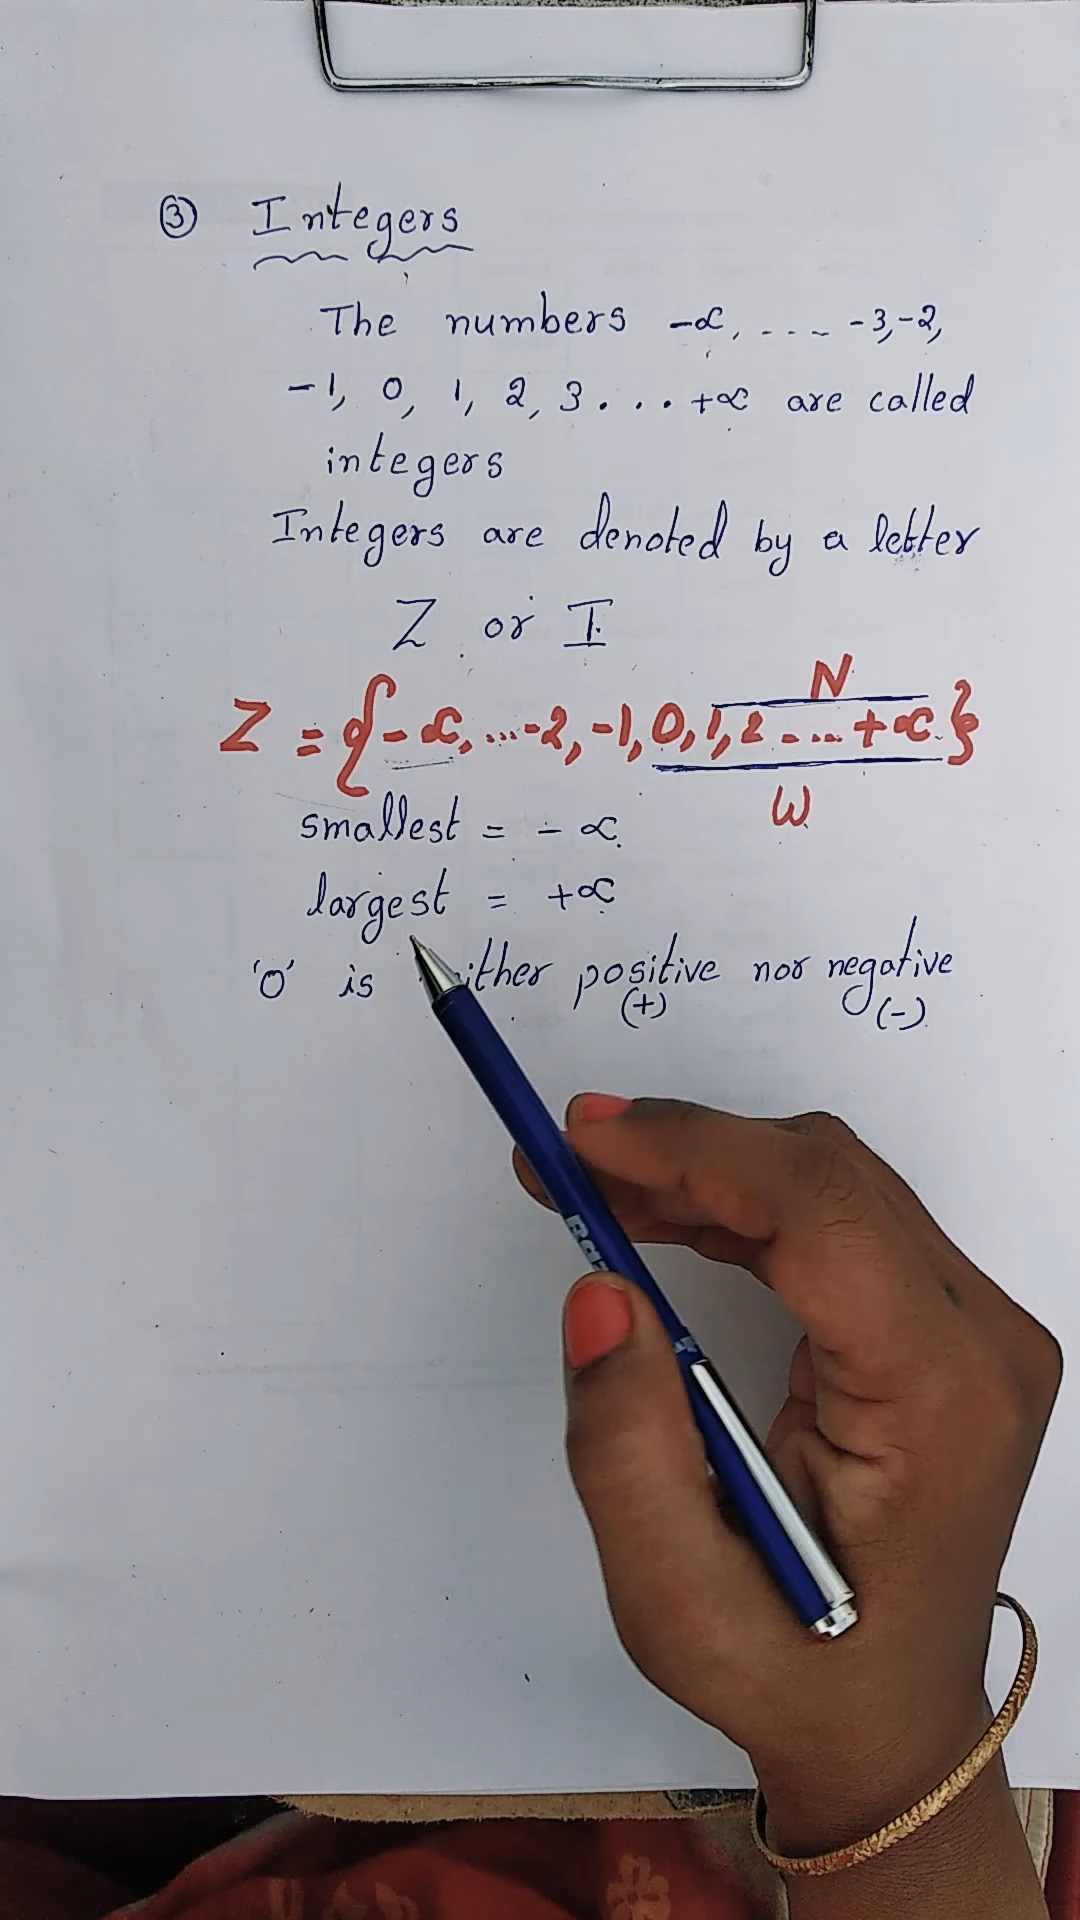 ③ Integers
The numbers -∝, .... -3,-2,
-1, 0, 1, 2, 3 .... +∝ are called
integers
Integers are denoted by a letter
Z or I
N
Z = {-∝, ...-2, -1, 0, 1, 2 ..... +∝}
W
smallest = -∝
largest = +∝
'0' is either positive nor negative
(+) (-)